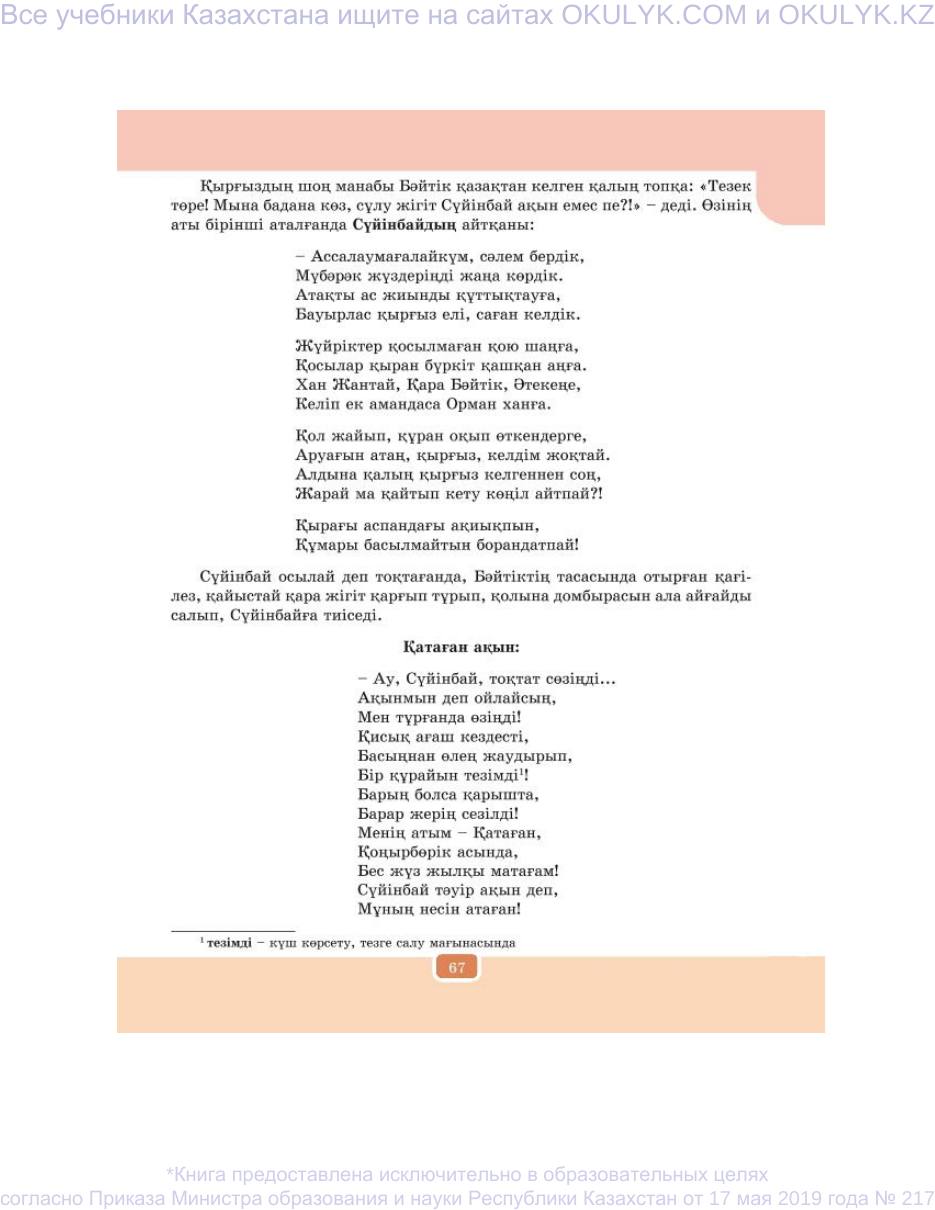 Все учебники Казахстана ищите на сайтах OKULYK.COM и OKULYK.KZ
Қырғыздың шоң манабы Бәйтік қазақтан келген қалың топқа: «Тезек
төре! Мына бадана көз, сұлу жігіт Сүйінбай ақын емес пе?!» – деді. Өзінің
аты бірінші аталғанда Сүйінбайдың айтқаны:
– Ассалаумағалайкүм, сәлем бердік,
Мүбәрәк жүздеріңді жаңа көрдік.
Атақты ас жиынды құттықтауға,
Бауырлас қырғыз елі, саған келдік.
Жүйріктер қосылмаған қою шаңға,
Қосылар қыран бүркіт қашқан аңға.
Хан Жантай, Қара Бәйтік, Әтекеңе,
Келіп ек амандаса Орман ханға.
Қол жайып, құран оқып өткендерге,
Аруағын атаң, қырғыз, келдім жоқтай.
Алдына қалың қырғыз келгеннен соң,
Жарай ма қайтып кету көңіл айтпай?!
Қырағы аспандағы ақиықпын,
Құмары басылмайтын борандатпай!
Сүйінбай осылай деп тоқтағанда, Бәйтіктің тасасында отырған қағі-
лез, қайыстай қара жігіт қарғып тұрып, қолына домбырасын ала айғайды
салып, Сүйінбайға тиіседі.
Қатаған ақын:
– Ау, Сүйінбай, тоқтат сөзіңді...
Ақынмын деп ойлайсың,
Мен тұрғанда өзіңді!
Қисық ағаш кездесті,
Басыңнан өлең жаудырып,
Бір құрайын тезімді¹!
Барың болса қарышта,
Барар жерің сезілді!
Менің атым – Қатаған,
Қоңырбөрік асында,
Бес жүз жылқы матағам!
Сүйінбай тәуір ақын деп,
Мұның несін атаған!
¹ тезімді – күш көрсету, тезге салу мағынасында
67
*Книга предоставлена исключительно в образовательных целях
согласно Приказа Министра образования и науки Республики Казахстан от 17 мая 2019 года № 217